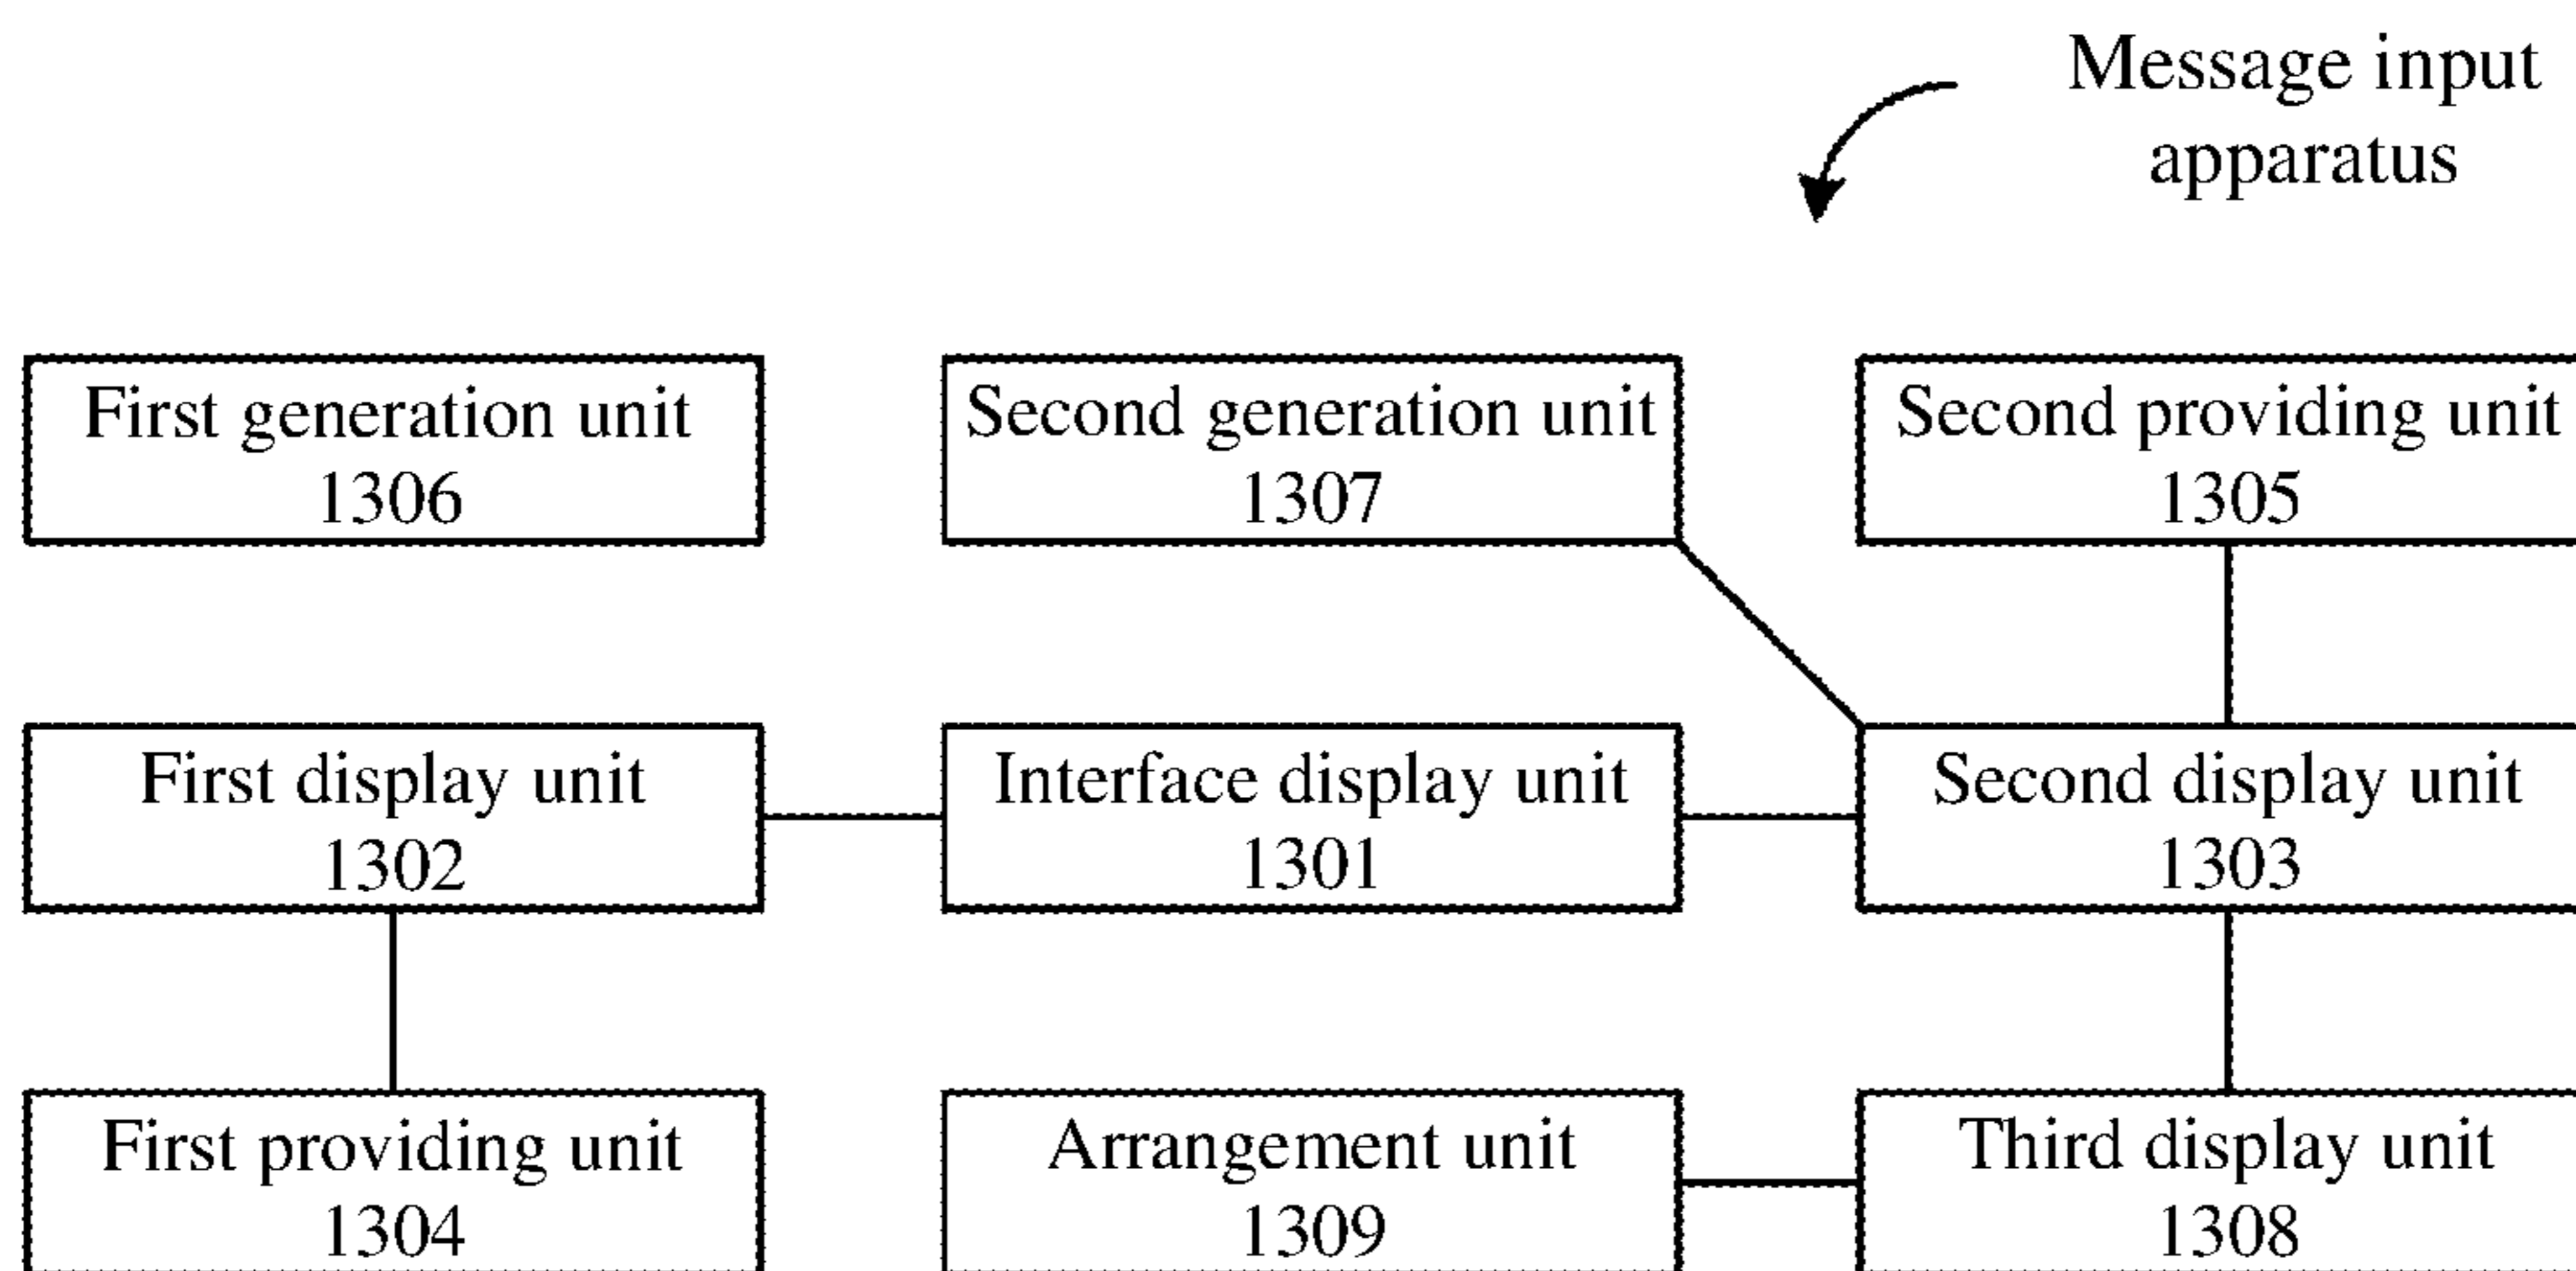 Message input
apparatus
First generation unit
1306
Second generation unit
1307
Second providing unit
1305
First display unit
1302
Interface display unit
1301
Second display unit
1303
First providing unit
1304
Arrangement unit
1309
Third display unit
1308